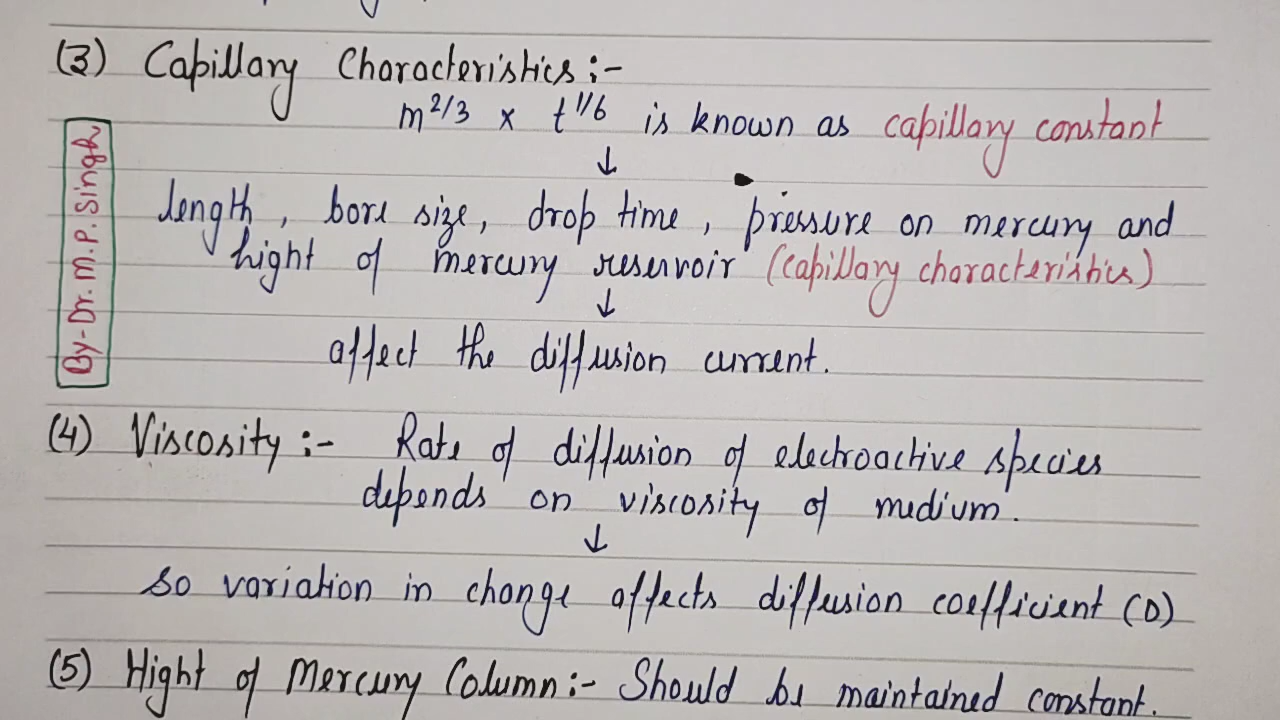 (3) Capillary Characteristics :-
m^2/3 x t^1/6 is known as capillary constant
↓
length, bore size, drop time, pressure on mercury and
hight of mercury reservoir (capillary characteristics)
↓
affect the diffusion current.
(4) Viscosity :- Rate of diffusion of electroactive species
depends on viscosity of medium.
↓
so variation in change affects diffusion coefficient (D)
(5) Hight of Mercury Column :- Should be maintained constant.
By-Dr. M.P. Singh